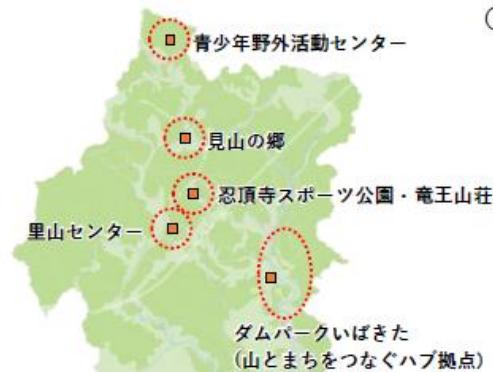 青少年野外活動センター
見山の郷
忍頂寺スポーツ公園・竜王山荘
里山センター
ダムパークいばきた
(山とまちをつなぐハブ拠点)